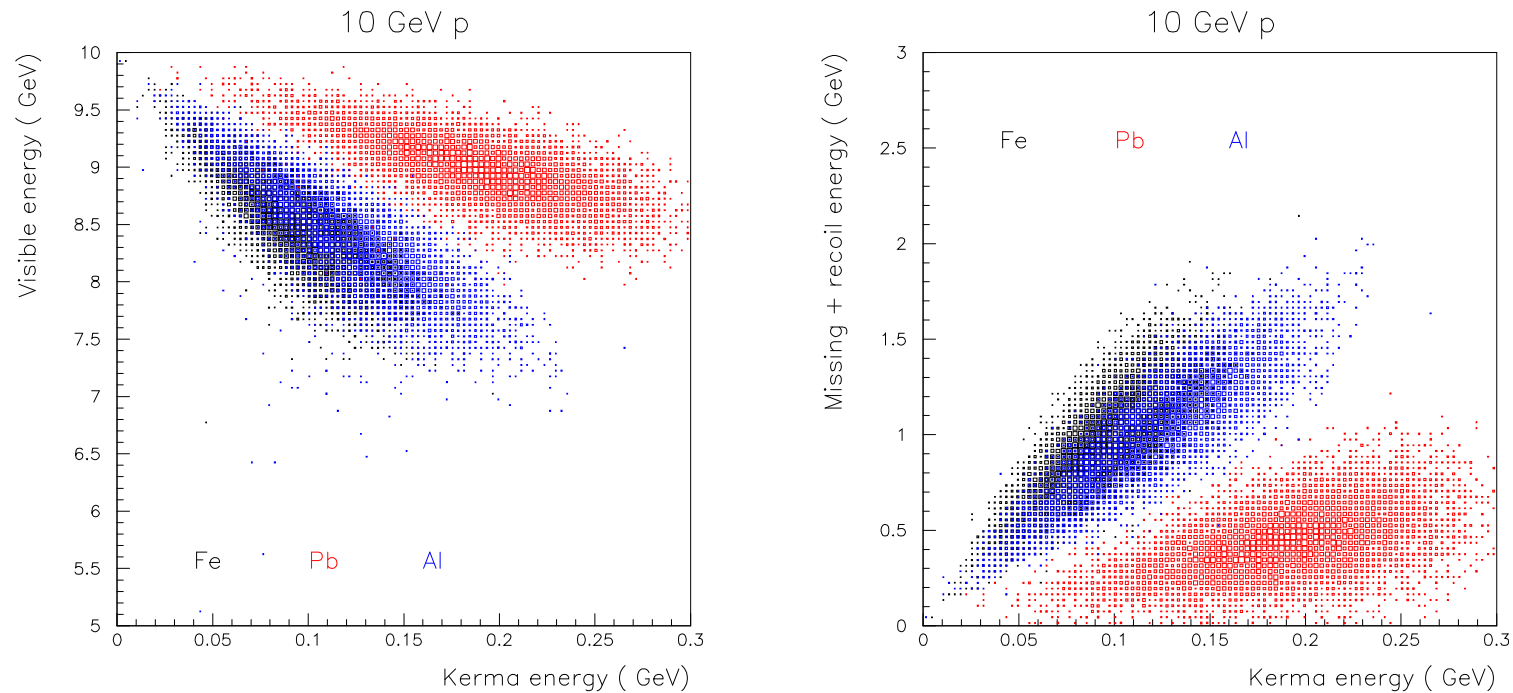 10 GeV p
Visible energy ( GeV)
10
9.5
9
8.5
8
7.5
7
6.5
6
5.5
5
Fe Pb Al
0 0.05 0.1 0.15 0.2 0.25 0.3
Kerma energy ( GeV)
10 GeV p
Missing + recoil energy ( GeV)
3
2.5
2
1.5
1
0.5
0
Fe Pb Al
0 0.05 0.1 0.15 0.2 0.25 0.3
Kerma energy ( GeV)